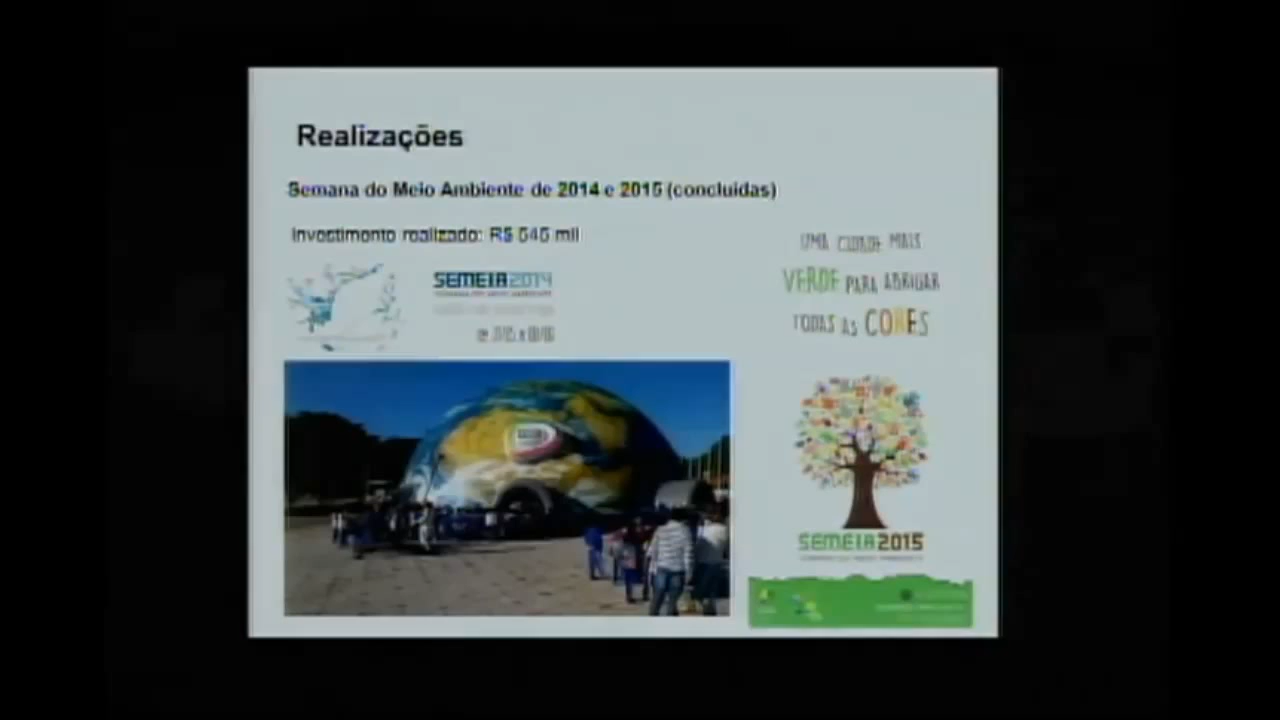 Realizações
Semana do Meio Ambiente de 2014 e 2015 (concluídas)
Investimento realizado: R$ 545 mil
SEMEIA2014
UMA CIDADE MAIS
VERDE PARA ABRIGAR
TODAS AS CORES
SEMEIA2015